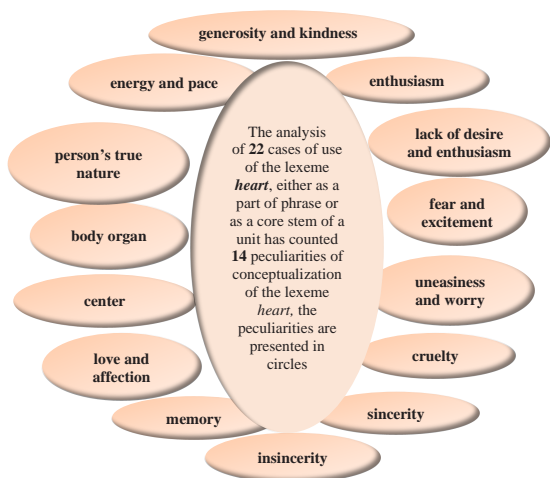 generosity and kindness
energy and pace
enthusiasm
person's true
nature
lack of desire
and enthusiasm
body organ
fear and
excitement
center
uneasiness
and worry
love and
affection
cruelty
memory
sincerity
insincerity
The analysis
of 22 cases of use
of the lexeme
heart, either as a
part of phrase or
as a core stem of a
unit has counted
14 peculiarities of
conceptualization
of the lexeme
heart, the
peculiarities are
presented in
circles